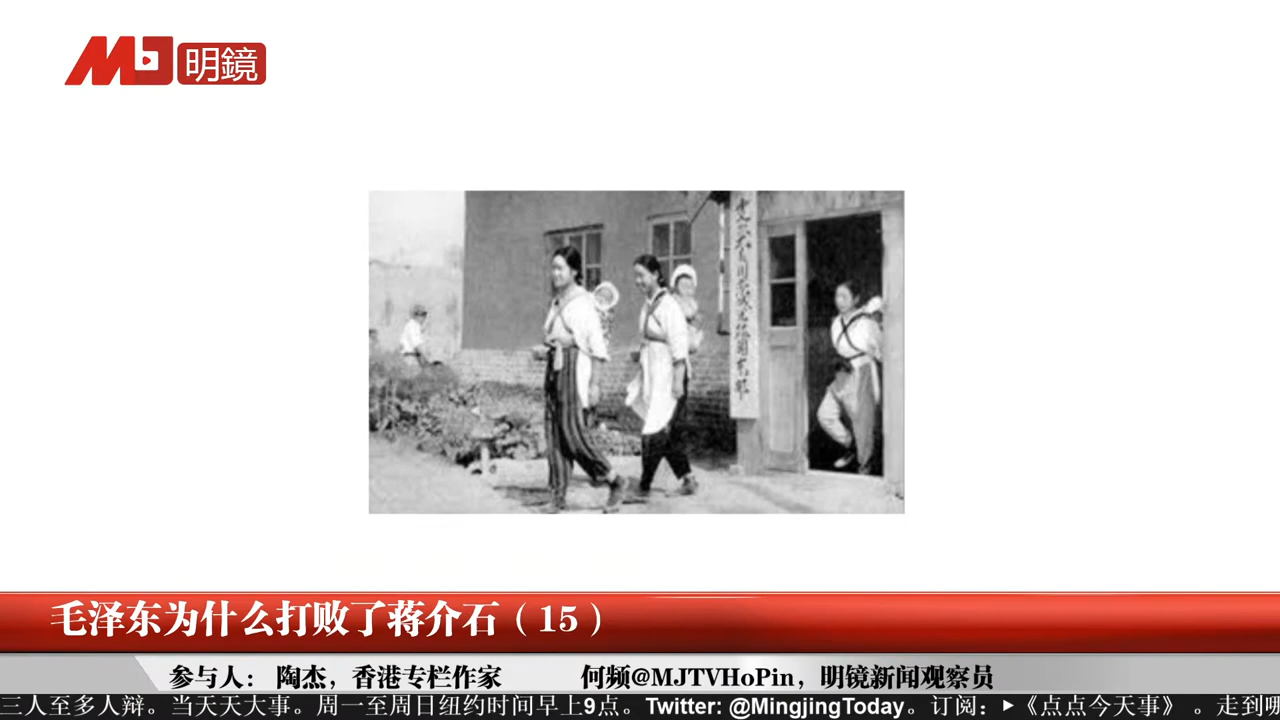 明鏡
毛泽东为什么打败了蒋介石（15）
参与人： 陶杰，香港专栏作家 何频@MJTVHoPin，明镜新闻观察员
三人至多人辩。当天天大事。周一至周日纽约时间早上9点。Twitter: @MingjingToday。订阅：►《点点今天事》 。走到哪